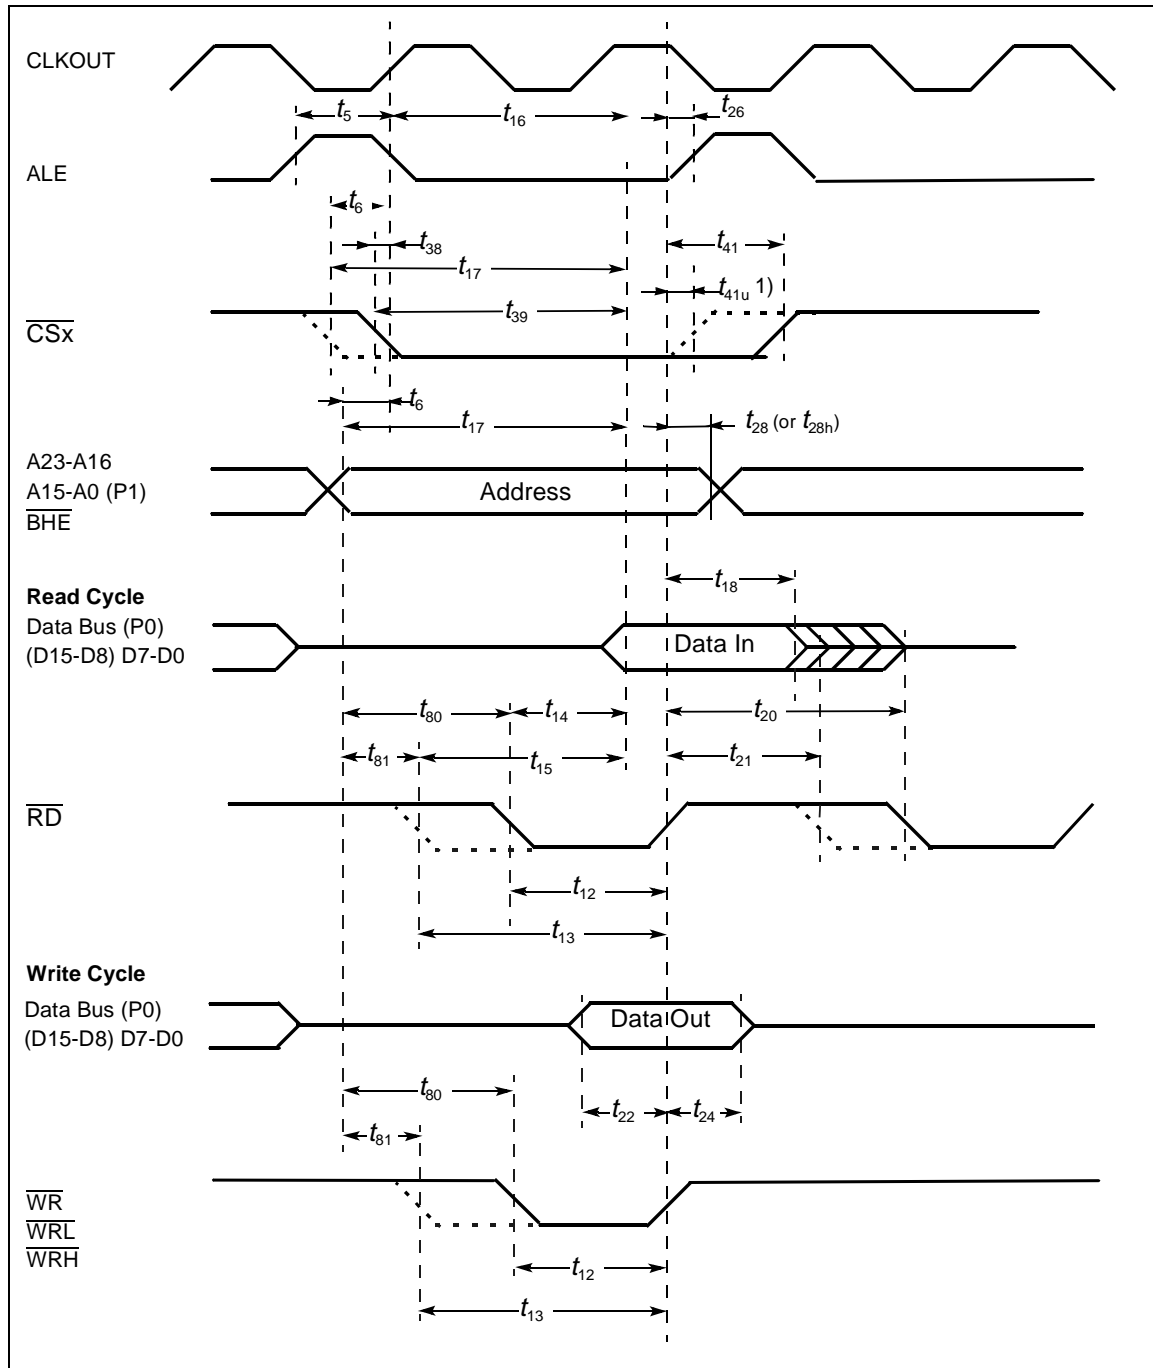 CLKOUT
t5 t16 t26
ALE
t6
t38 t41
t17
t41u 1)
t39
CSx
t6
t17 t28 (or t28h)
A23-A16
A15-A0 (P1) Address
BHE
t18
Read Cycle
Data Bus (P0)
(D15-D8) D7-D0 Data In
t80 t14 t20
t81 t15 t21
RD
t12
t13
Write Cycle
Data Bus (P0)
(D15-D8) D7-D0 Data Out
t80
t22 t24
t81
WR
WRL
WRH
t12
t13